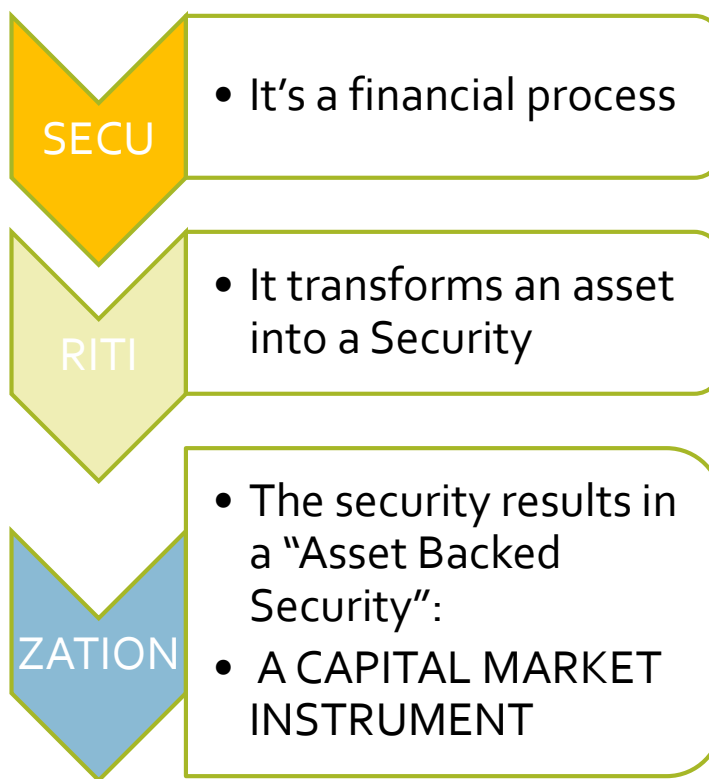 SECU
• It’s a financial process
RITI
• It transforms an asset
into a Security
ZATION
• The security results in
a “Asset Backed
Security”:
• A CAPITAL MARKET
INSTRUMENT